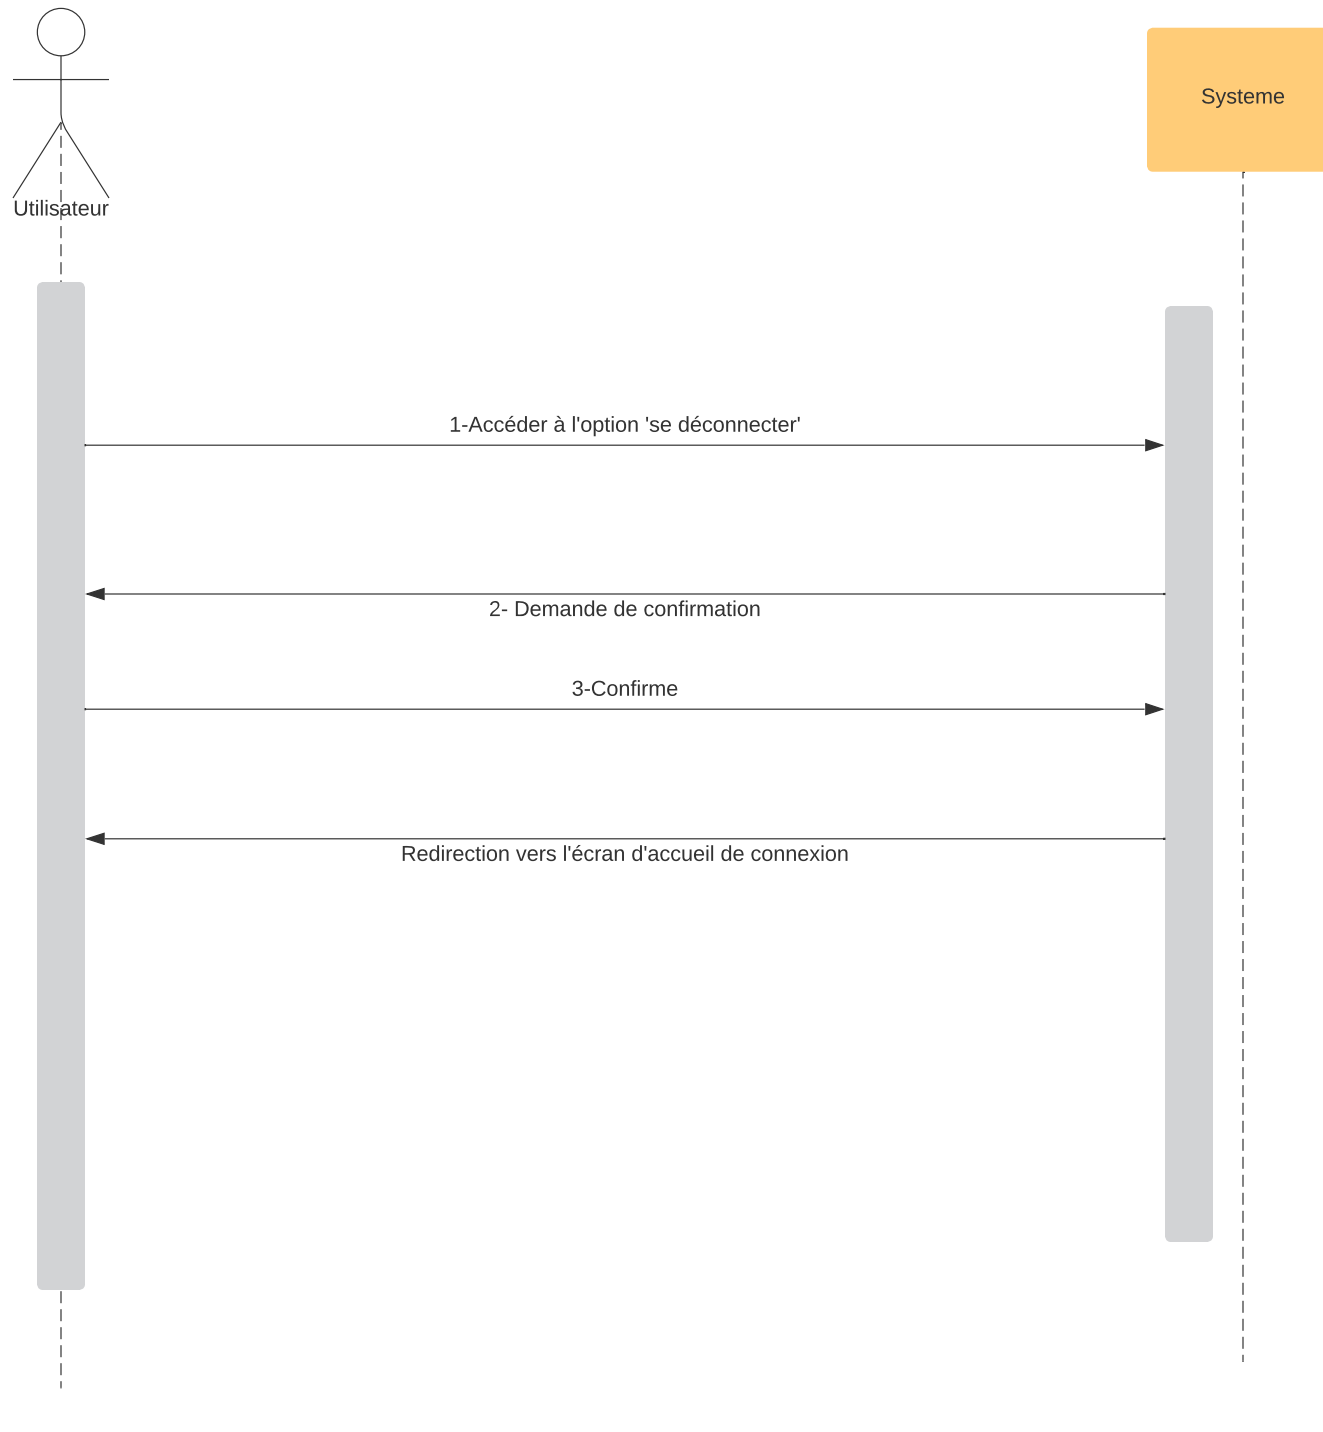 Systeme
Utilisateur
1-Accéder à l'option 'se déconnecter'
2- Demande de confirmation
3-Confirme
Redirection vers l'écran d'accueil de connexion